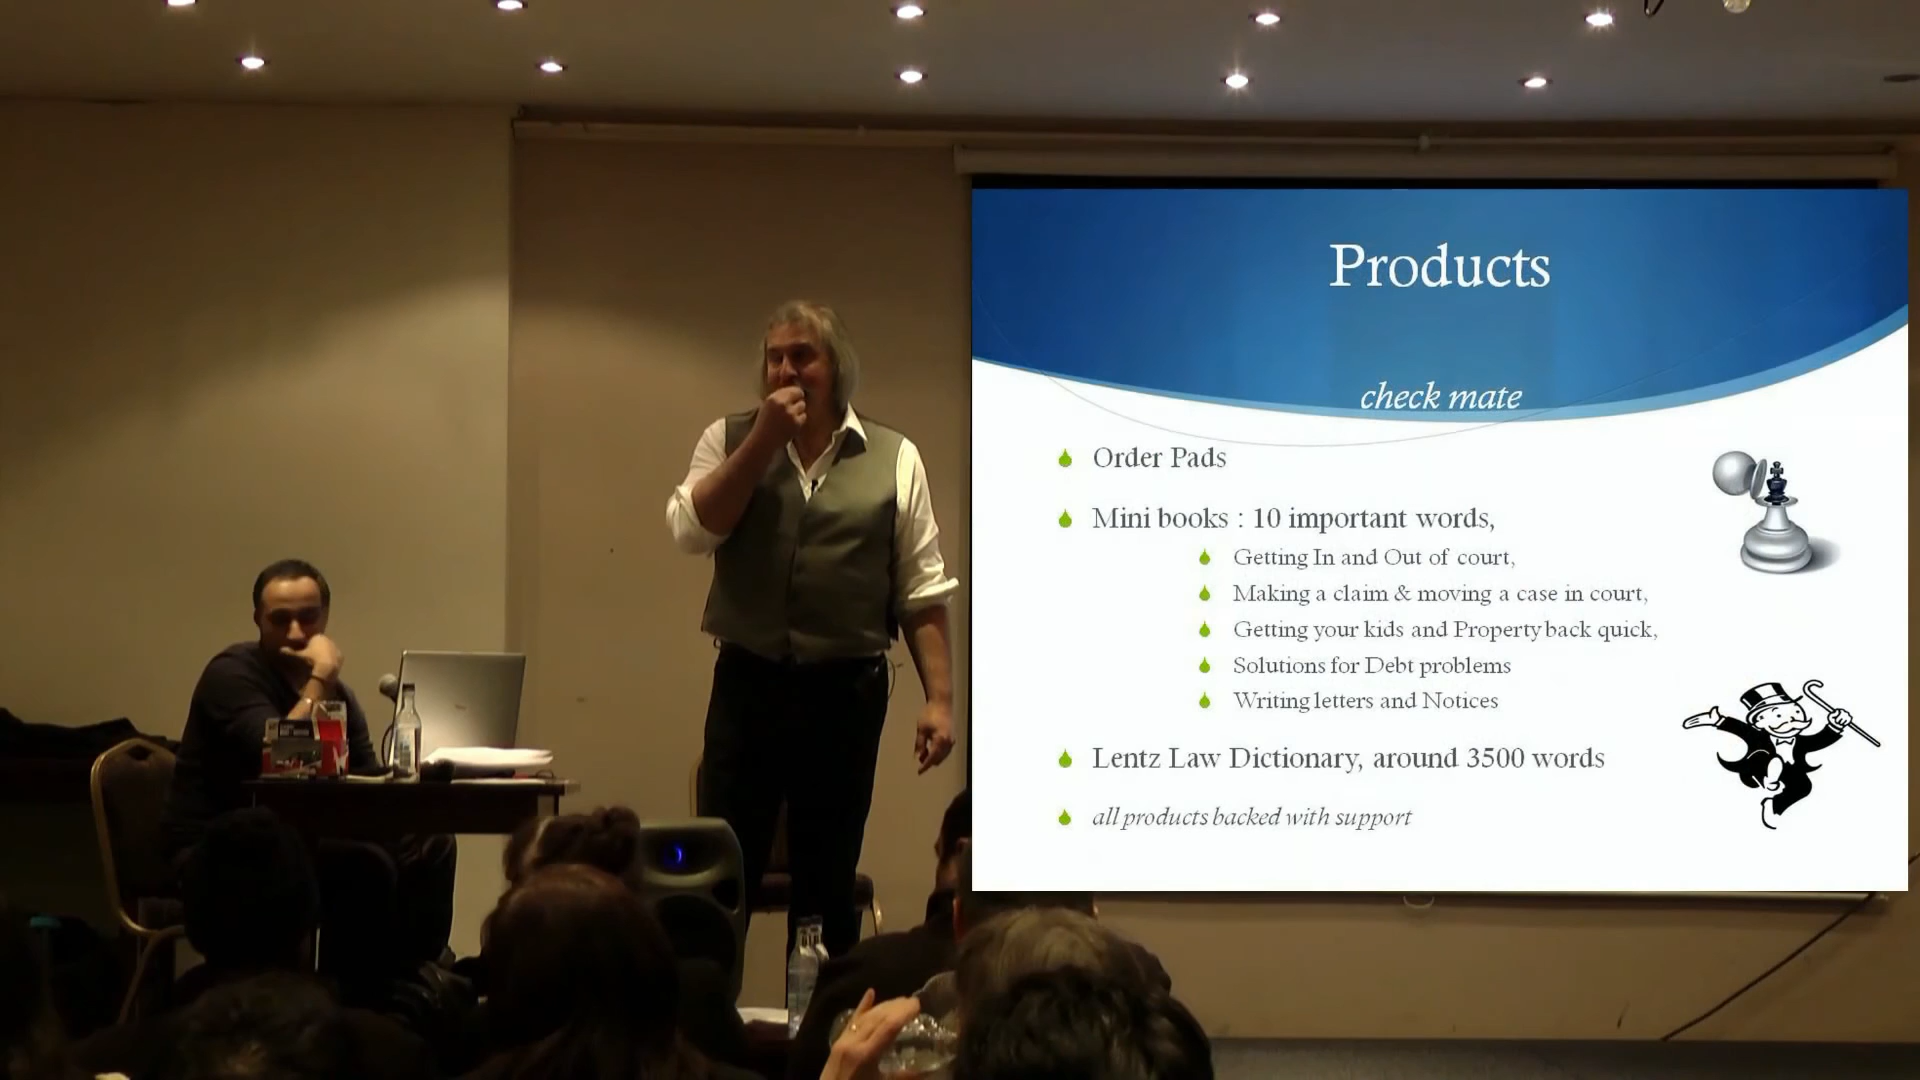 Products
check mate
Order Pads
Mini books : 10 important words,
Getting In and Out of court,
Making a claim & moving a case in court,
Getting your kids and Property back quick,
Solutions for Debt problems
Writing letters and Notices
Lentz Law Dictionary, around 3500 words
all products backed with support